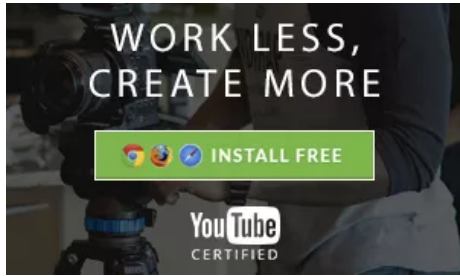 WORK LESS,
CREATE MORE
INSTALL FREE
YouTube
CERTIFIED